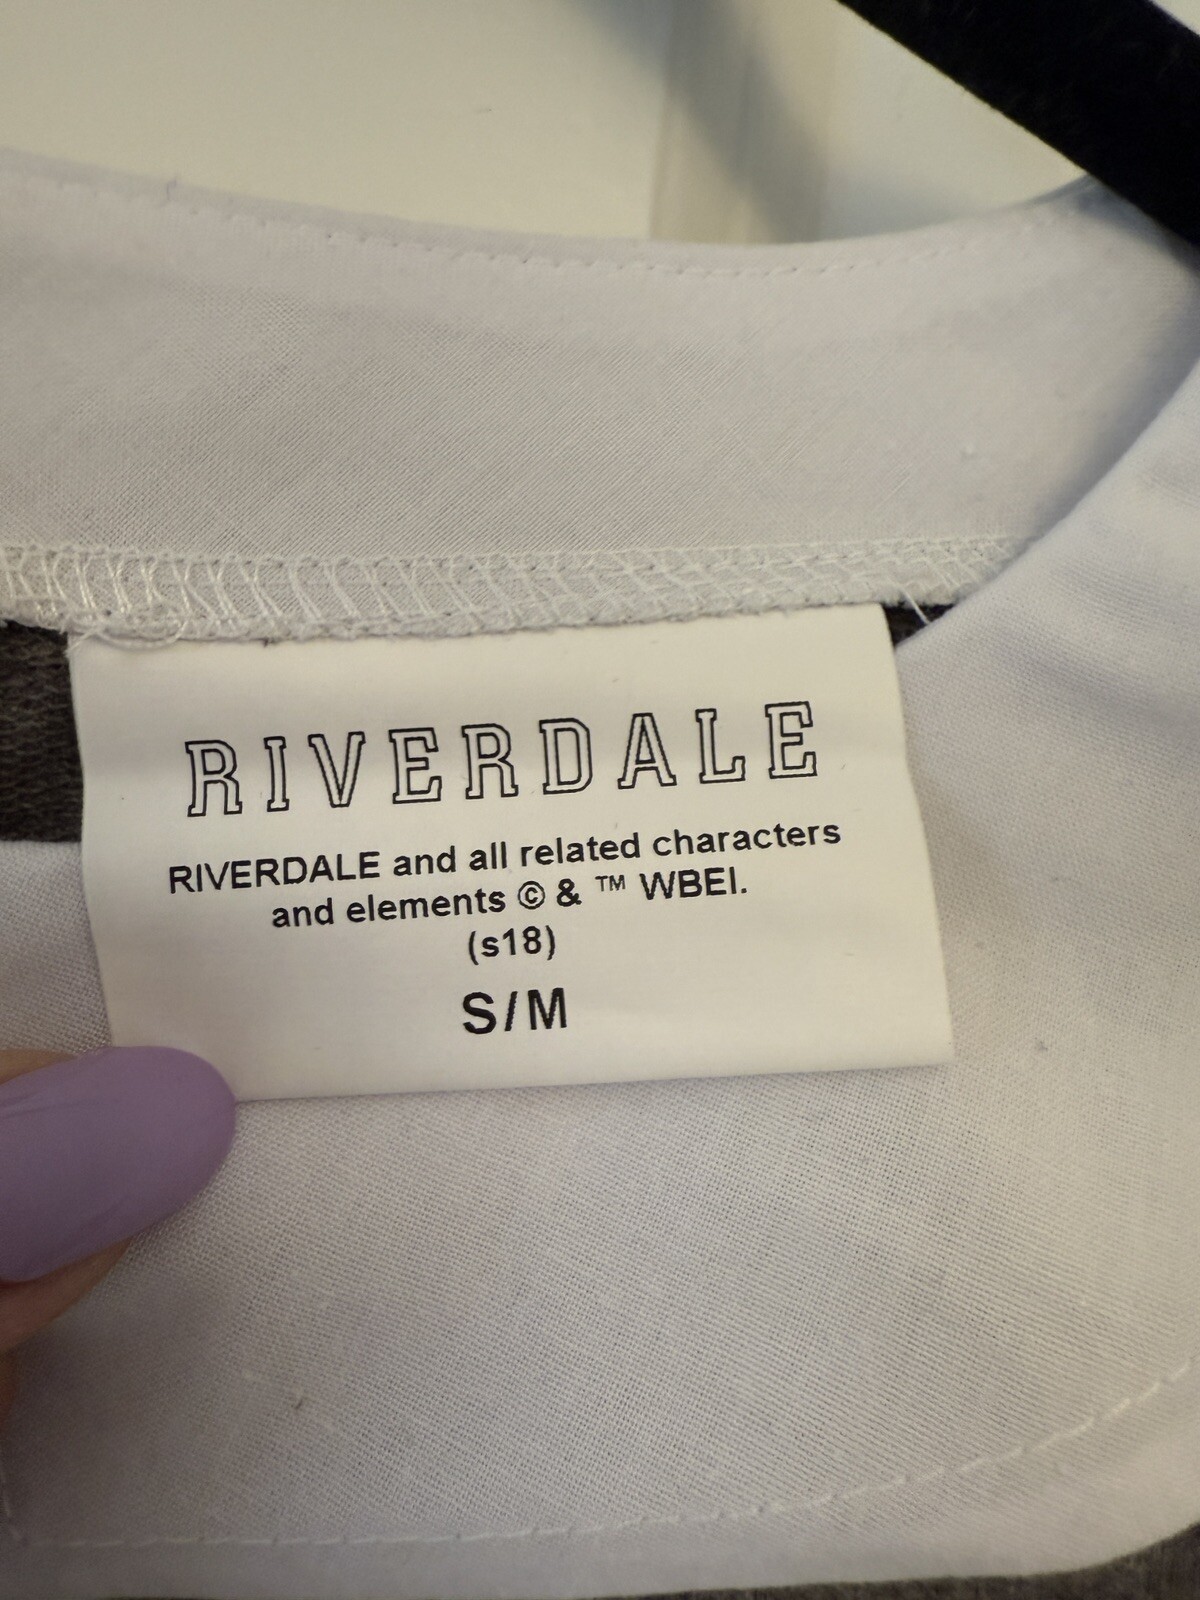 RIVERDALE
RIVERDALE and all related characters
and elements © & ™ WBEI.
(s18)
S/M